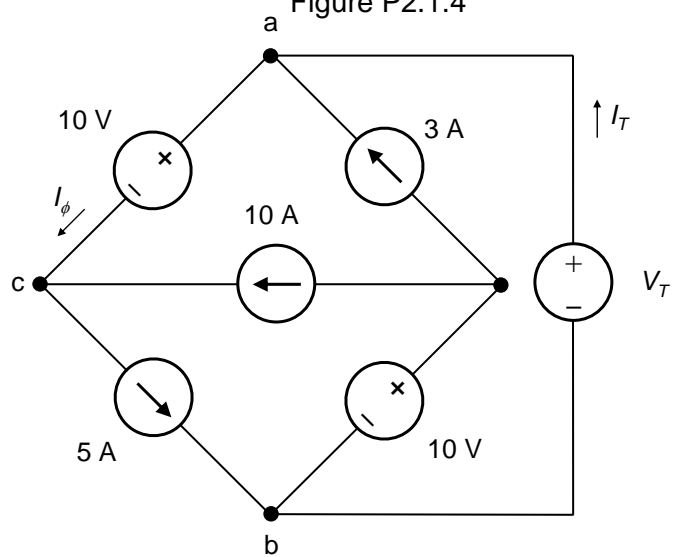 Figure P2.1.4
a
10 V
+
−
3 A
I_T
I_ϕ
10 A
c
+
−
V_T
+
−
5 A
10 V
b